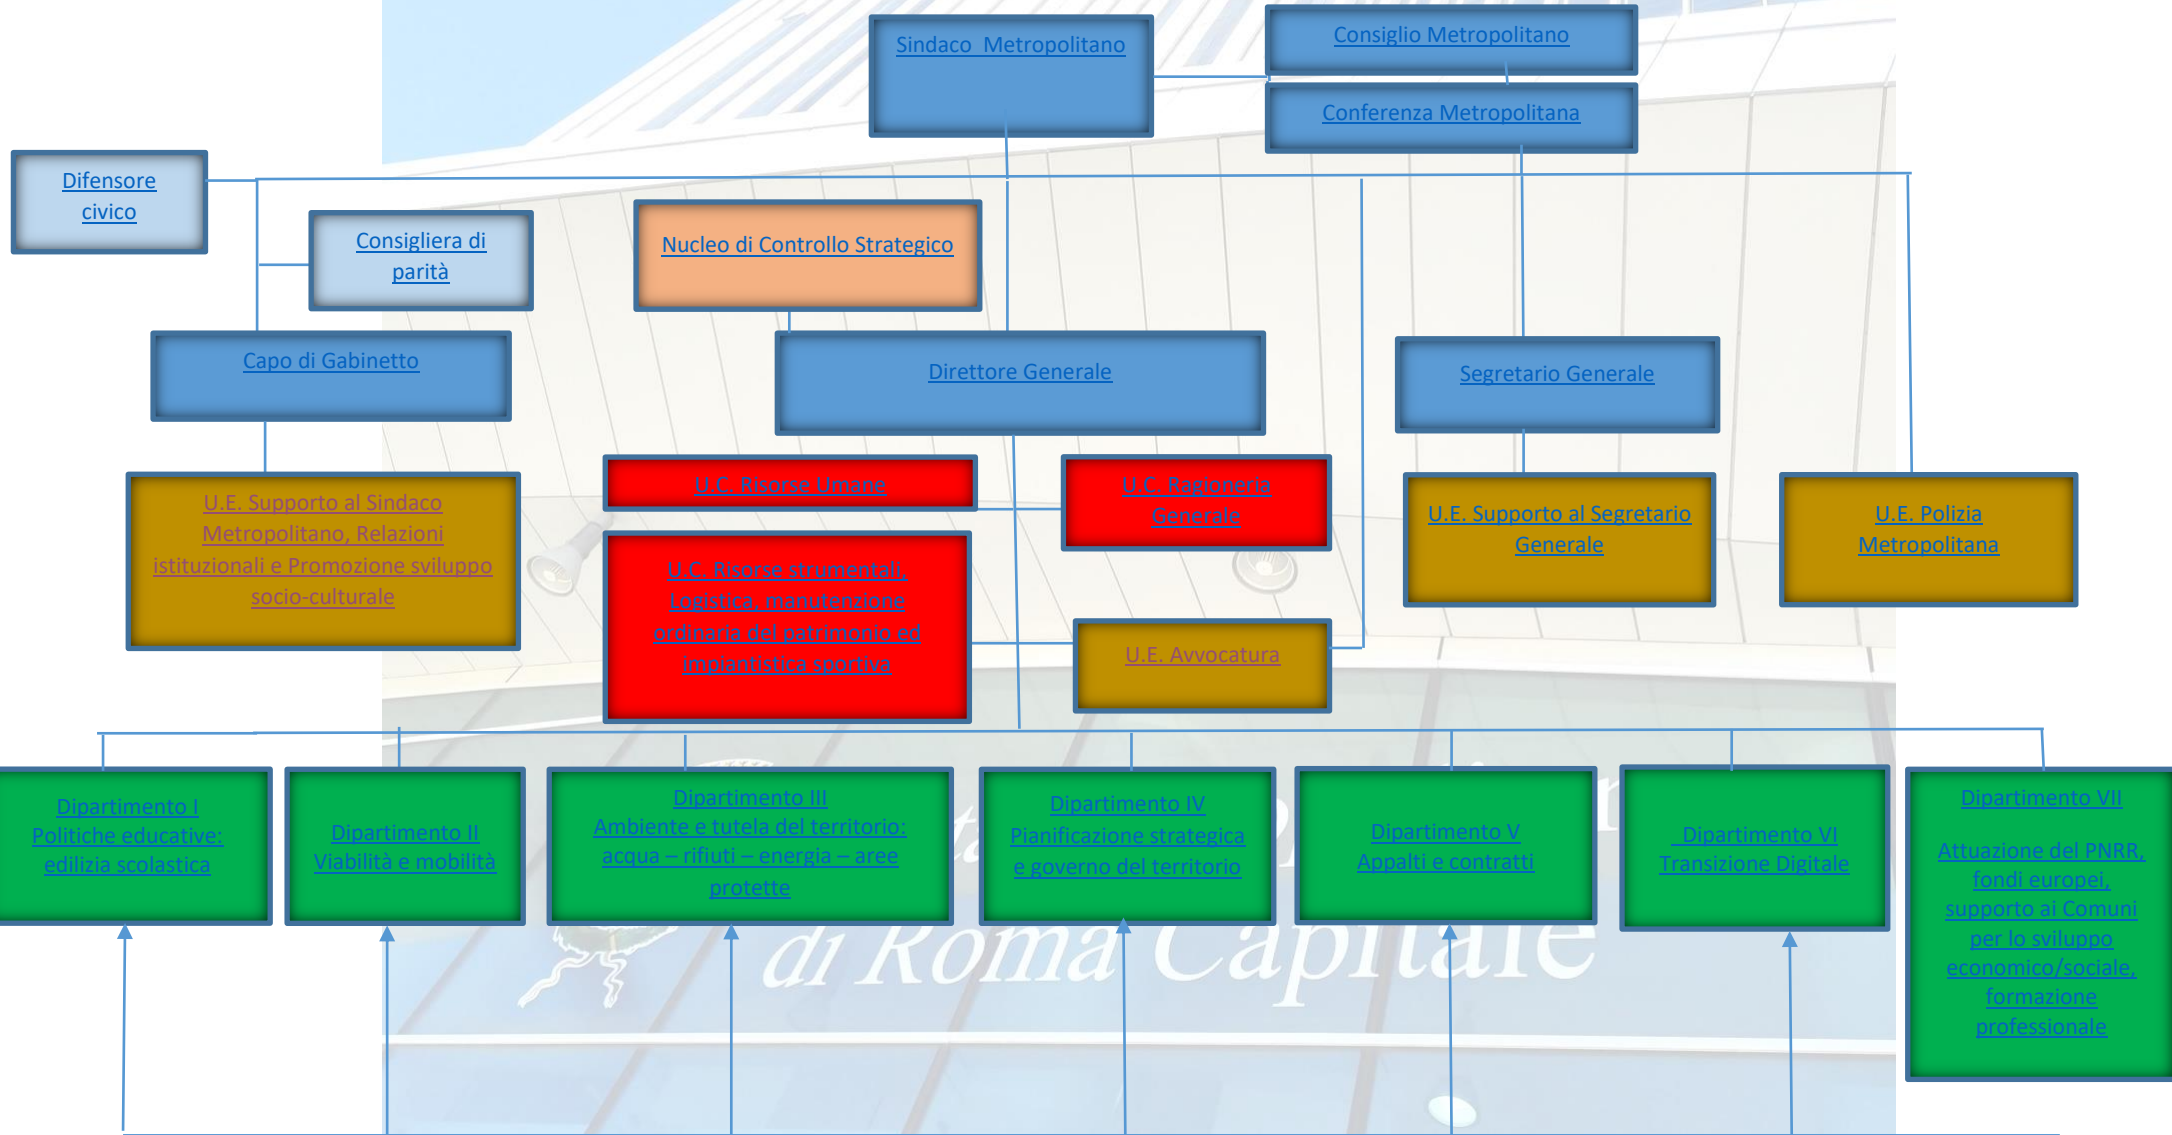 Sindaco  Metropolitano
Consiglio Metropolitano
Conferenza Metropolitana
Difensore
civico
Consigliera di
parità
Nucleo di Controllo Strategico
Capo di Gabinetto
Direttore Generale
Segretario Generale
U.E. Supporto al Sindaco
Metropolitano, Relazioni
istituzionali e Promozione sviluppo
socio-culturale
U.C. Risorse Umane
U.C. Ragioneria
Generale
U.E. Supporto al Segretario
Generale
U.E. Polizia
Metropolitana
U.C. Risorse strumentali,
Logistica, manutenzione
ordinaria del patrimonio ed
impiantistica sportiva
U.E. Avvocatura
Dipartimento I
Politiche educative:
edilizia scolastica
Dipartimento II
Viabilità e mobilità
Dipartimento III
Ambiente e tutela del territorio:
acqua – rifiuti – energia – aree
protette
Dipartimento IV
Pianificazione strategica
e governo del territorio
Dipartimento V
Appalti e contratti
Dipartimento VI
Transizione Digitale
Dipartimento VII
Attuazione del PNRR,
fondi europei,
supporto ai Comuni
per lo sviluppo
economico/sociale,
formazione
professionale
di Roma Capitale